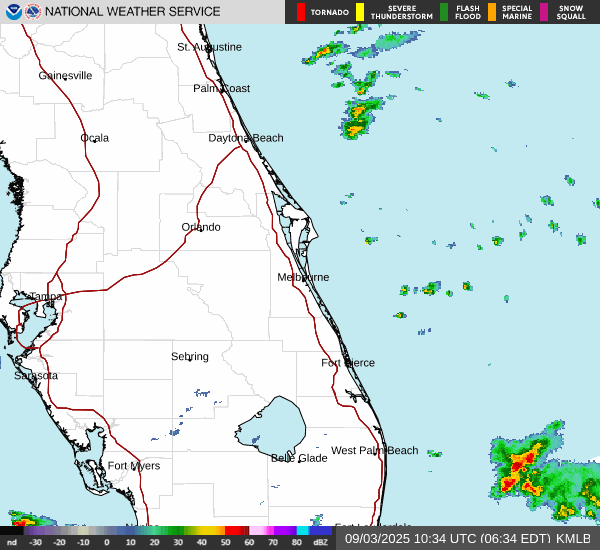 NATIONAL WEATHER SERVICE
TORNADO
SEVERE THUNDERSTORM
FLASH FLOOD
SPECIAL MARINE
SNOW SQUALL
St. Augustine
Gainesville
Palm Coast
Ocala
Daytona Beach
Orlando
Melbourne
Tampa
Sebring
Fort Pierce
Sarasota
West Palm Beach
Belle Glade
Fort Myers
nd -30 -20 -10 0 10 20 30 40 50 60 70 80 dBZ
09/03/2025 10:34 UTC (06:34 EDT) KMLB